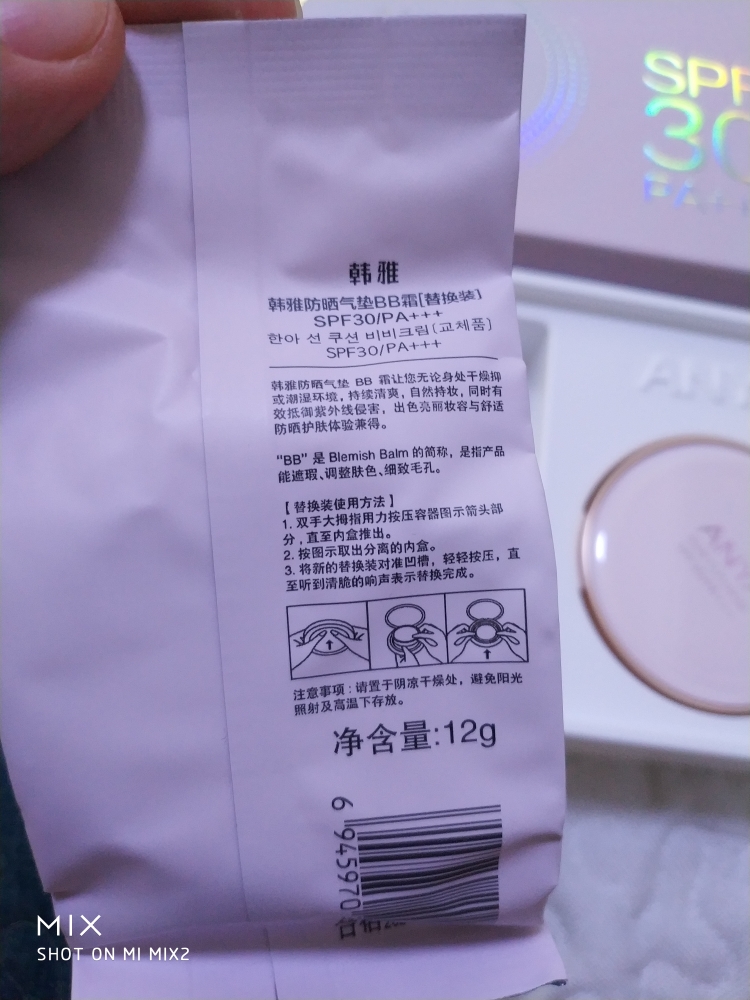 SPF
30
PA++
韩雅
韩雅防晒气垫BB霜[替换装]
SPF30/PA+++
한아 선 쿠션 비비크림(교체품)
SPF30/PA+++
韩雅防晒气垫 BB 霜让您无论身处干燥抑
或潮湿环境，持续清爽，自然持妆，同时有
效抵御紫外线侵害，出色亮丽妆容与舒适
防晒护肤体验兼得。
"BB" 是 Blemish Balm 的简称，是指产品
能遮瑕、调整肤色、细致毛孔。
【替换装使用方法】
1. 双手大拇指用力按压容器图示箭头部
分，直至内盒推出。
2. 按图示取出分离的内盒。
3. 将新的替换装对准凹槽，轻轻按压，直
至听到清脆的响声表示替换完成。
注意事项：请置于阴凉干燥处，避免阳光
照射及高温下存放。
净含量:12g
6 945970
MIX
SHOT ON MI MIX2